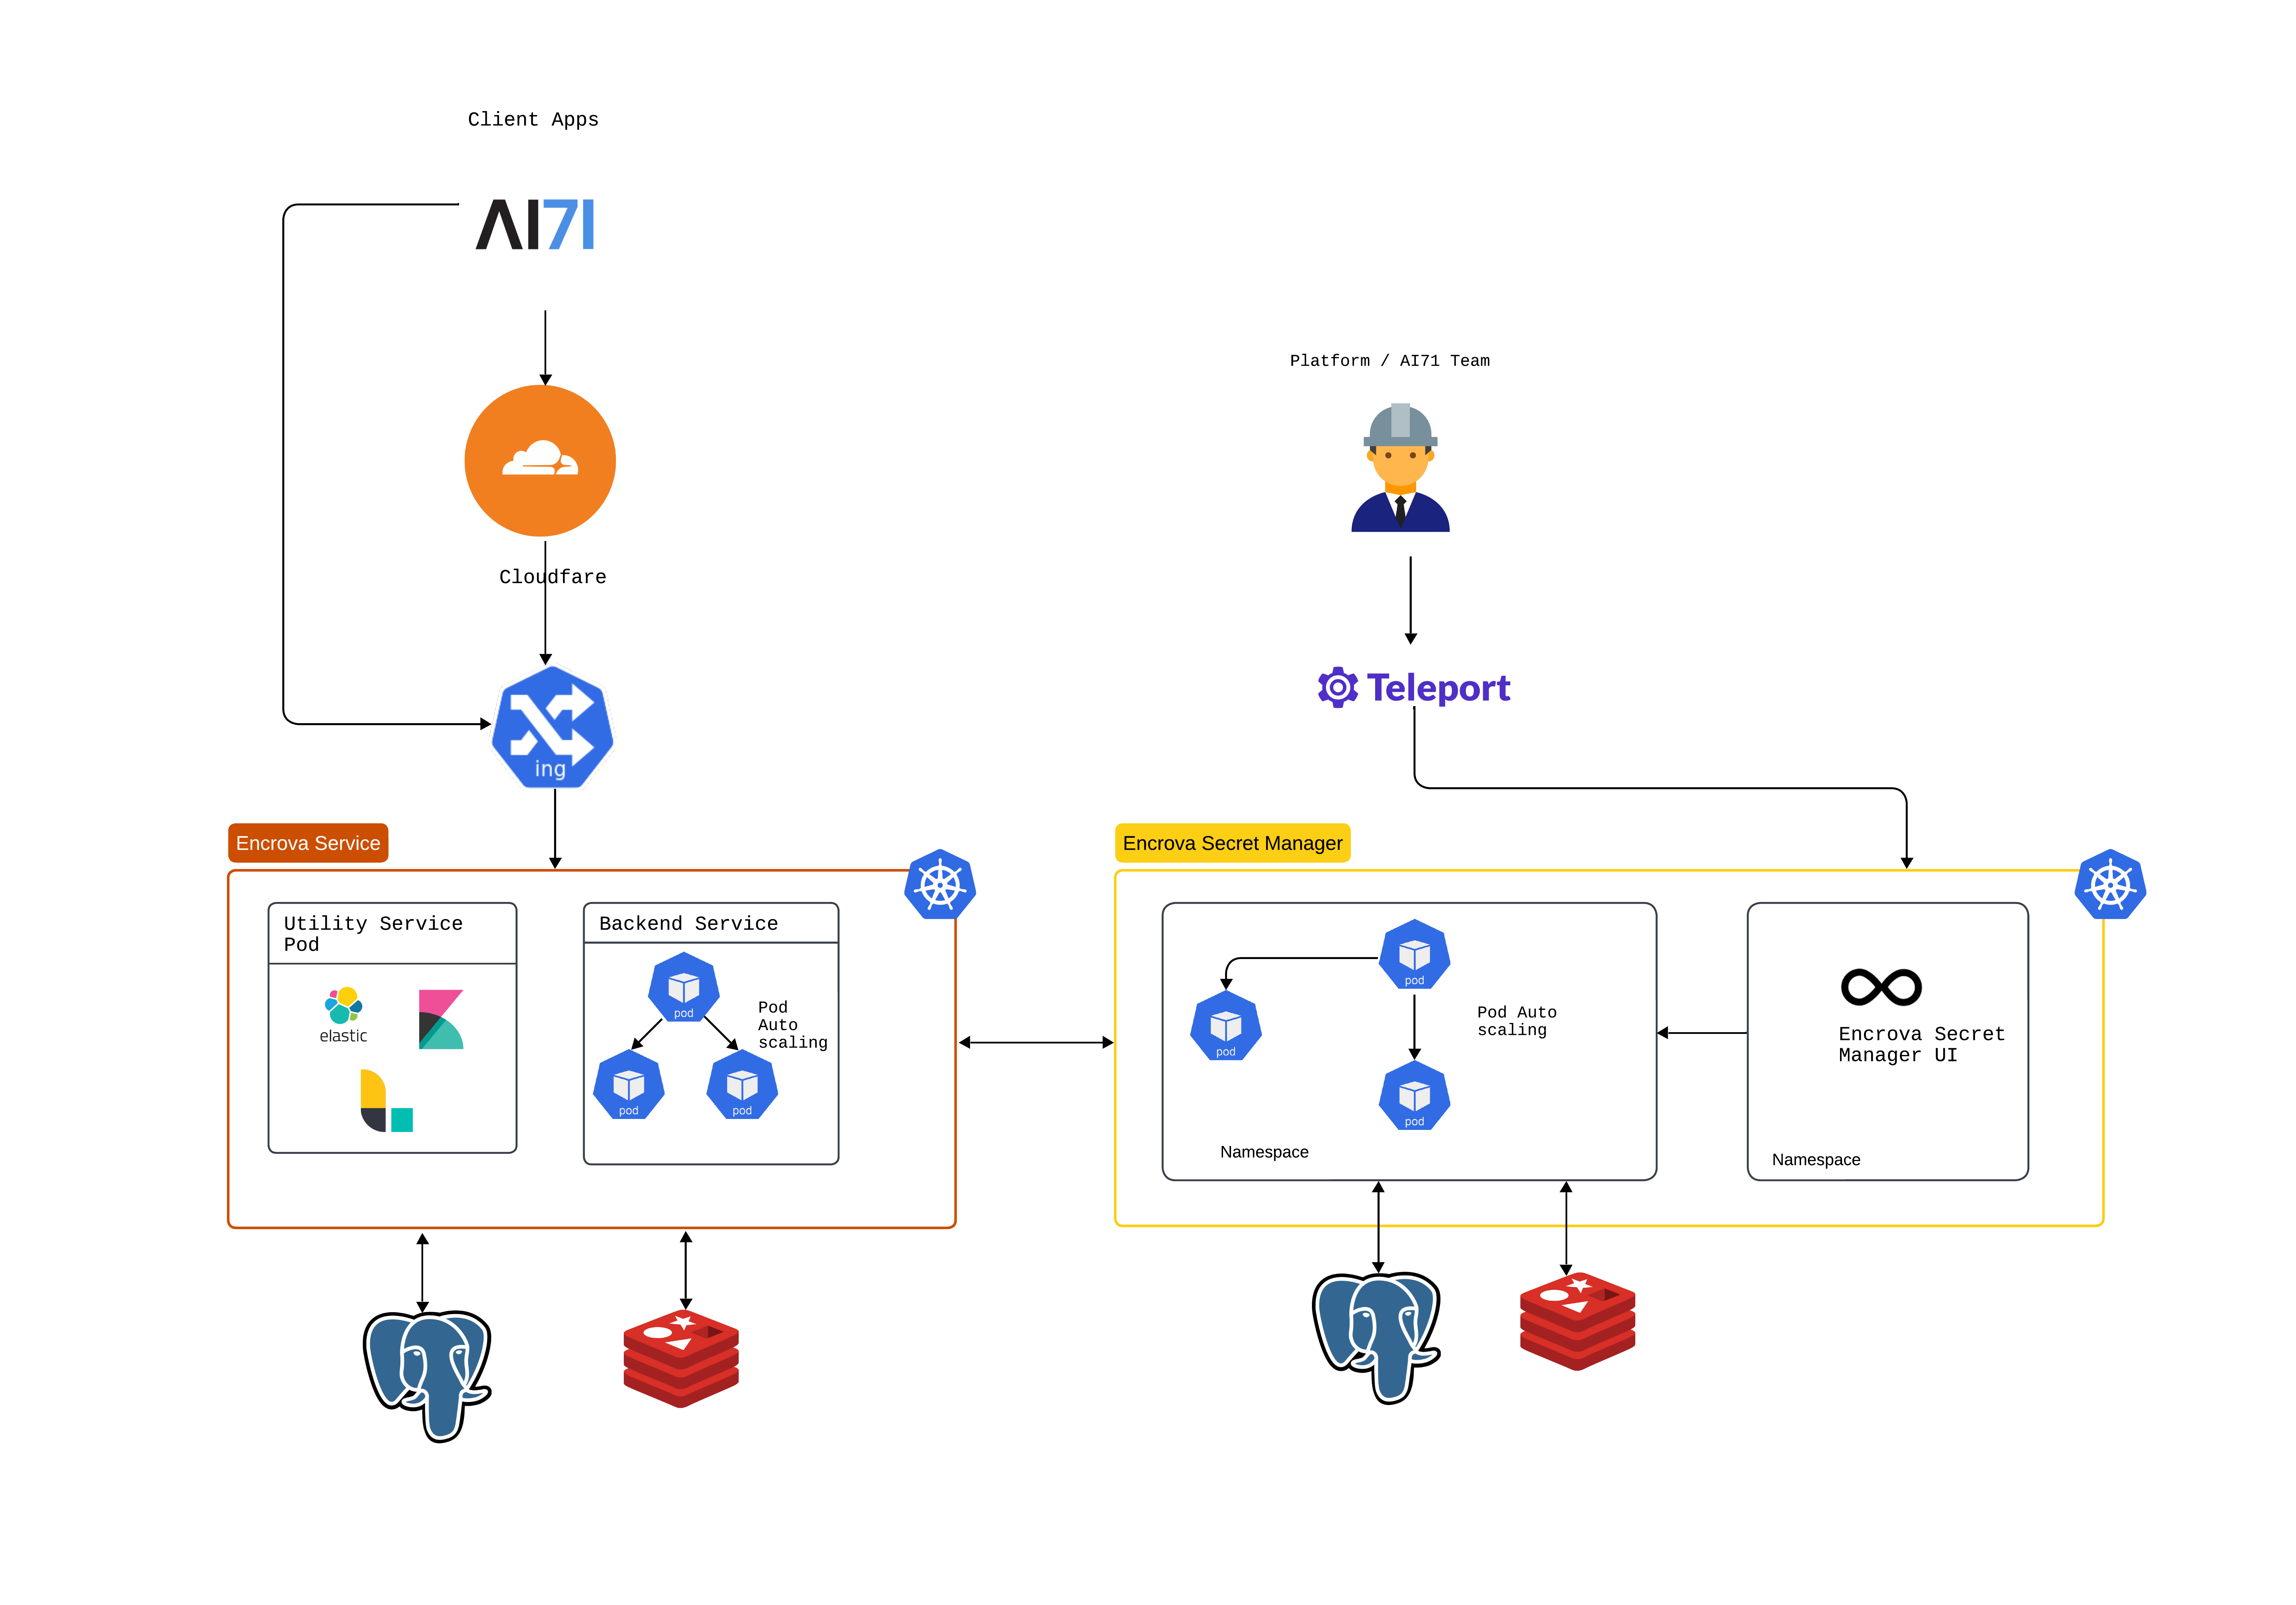 Client Apps
AI7I
Platform / AI71 Team
Cloudfare
Teleport
ing
Encrova Service
Encrova Secret Manager
Utility Service
Pod
elastic
Backend Service
pod
Pod
Auto
scaling
pod
pod
pod
pod
Pod Auto
scaling
pod
Namespace
Encrova Secret
Manager UI
Namespace